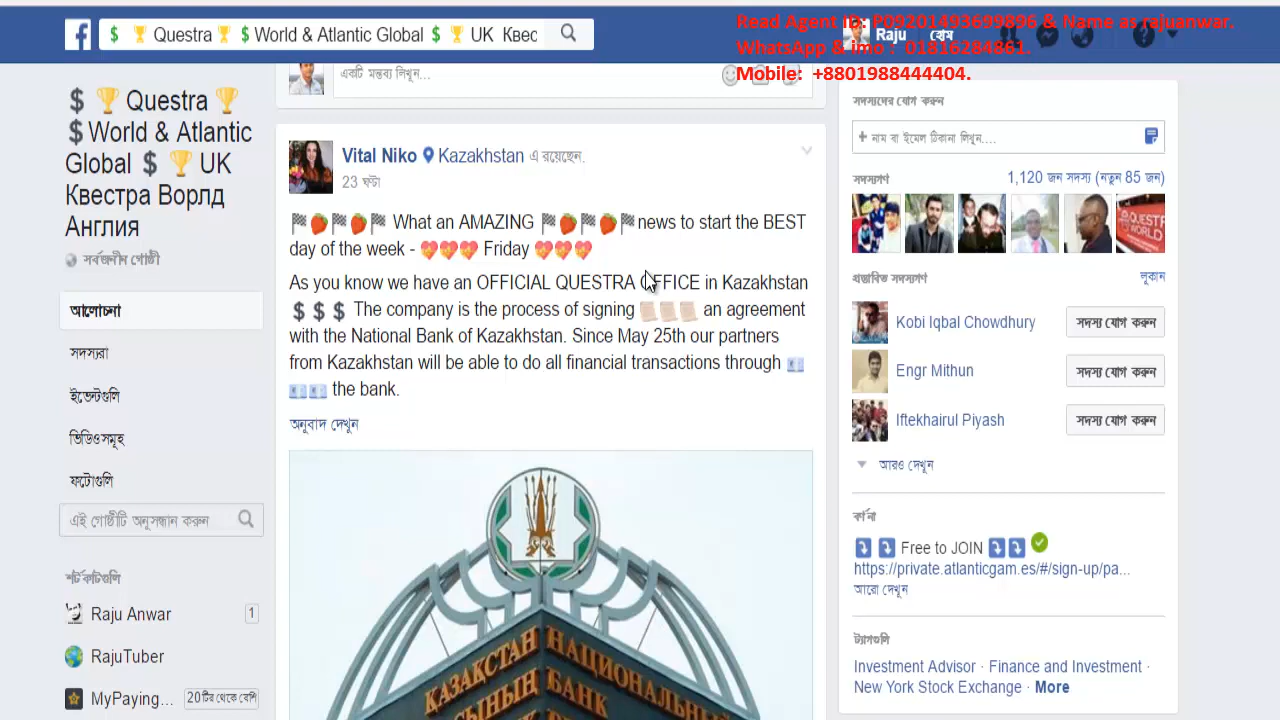 $ 🏆 Questra 🏆 $ World & Atlantic Global $ 🏆 UK Квес
Raju
হোম
Read Agent ID: P09201493699896 & Name as rajuanwar.
WhatsApp & imo : 01816284861.
Mobile: +8801988444404.
একটি মন্তব্য লিখুন...
$ 🏆 Questra 🏆
$ World & Atlantic
Global $ 🏆 UK
Квестра Ворлд
Англия
সর্বজনীন গোষ্ঠী
আলোচনা
সদস্যরা
ইভেন্টগুলি
ভিডিওসমূহ
ফটোগুলি
এই গোষ্ঠীটি অনুসন্ধান করুন
শর্টকাটগুলি
Raju Anwar 1
RajuTuber
MyPaying... 20টির থেকে বেশি
Vital Niko Kazakhstan এ রয়েছেন.
23 ঘণ্টা
🏁🍓🏁🍓🏁 What an AMAZING 🏁🍓🏁🍓🏁news to start the BEST
day of the week - 💝💝💝 Friday 💝💝💝
As you know we have an OFFICIAL QUESTRA OFFICE in Kazakhstan
$ $ $ The company is the process of signing 📜📜📜 an agreement
with the National Bank of Kazakhstan. Since May 25th our partners
from Kazakhstan will be able to do all financial transactions through 💶
💶💶 the bank.
অনুবাদ দেখুন
ҚАЗАҚСТАН НАЦИОНАЛЬНЫЙ
БАНК
সদস্যদের যোগ করুন
+ নাম বা ইমেল ঠিকানা লিখুন....
সদস্যগণ 1,120 জন সদস্য (নতুন 85 জন)
QUESTRA
WORLD
প্রস্তাবিত সদস্যগণ লুকান
Kobi Iqbal Chowdhury সদস্য যোগ করুন
Engr Mithun সদস্য যোগ করুন
Iftekhairul Piyash সদস্য যোগ করুন
আরও দেখুন
বর্ণনা
⤵️ ⤵️ Free to JOIN ⤵️⤵️ ✅
https://private.atlanticgam.es/#/sign-up/pa...
আরো দেখুন
ট্যাগগুলি
Investment Advisor · Finance and Investment ·
New York Stock Exchange · More